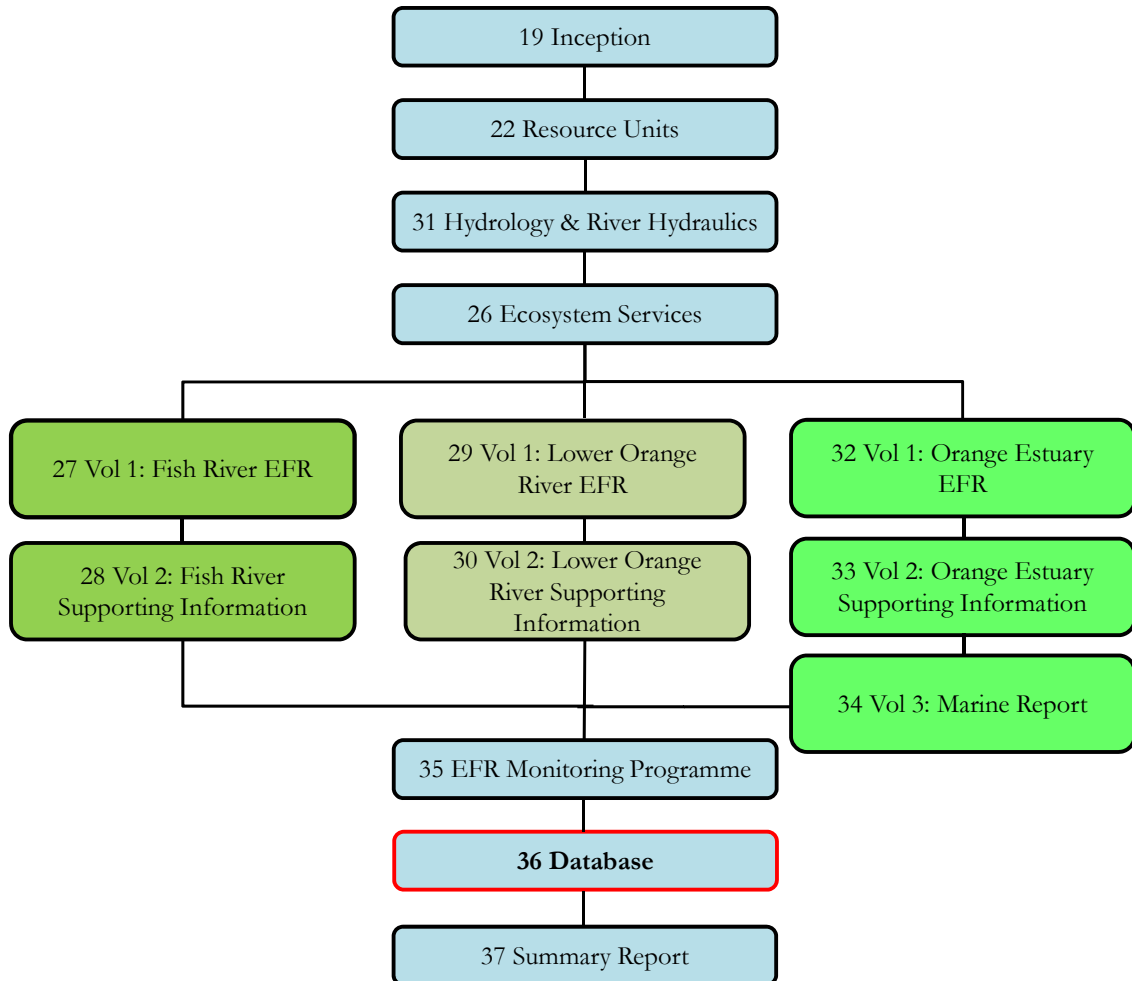 19 Inception
22 Resource Units
31 Hydrology & River Hydraulics
26 Ecosystem Services
27 Vol 1: Fish River EFR
29 Vol 1: Lower Orange
River EFR
32 Vol 1: Orange Estuary
EFR
28 Vol 2: Fish River
Supporting Information
30 Vol 2: Lower Orange
River Supporting
Information
33 Vol 2: Orange Estuary
Supporting Information
34 Vol 3: Marine Report
35 EFR Monitoring Programme
36 Database
37 Summary Report